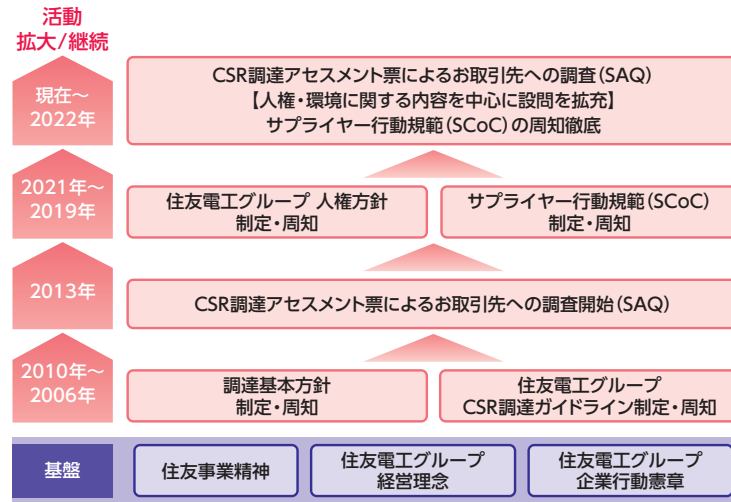 活動
拡大/継続
現在～
2022年
CSR調達アセスメント票によるお取引先への調査(SAQ)
【人権・環境に関する内容を中心に設問を拡充】
サプライヤー行動規範(SCoC)の周知徹底
2021年～
2019年
住友電工グループ 人権方針
制定・周知
サプライヤー行動規範(SCoC)
制定・周知
2013年
CSR調達アセスメント票によるお取引先への調査開始(SAQ)
2010年～
2006年
調達基本方針
制定・周知
住友電工グループ
CSR調達ガイドライン制定・周知
基盤
住友事業精神
住友電工グループ
経営理念
住友電工グループ
企業行動憲章